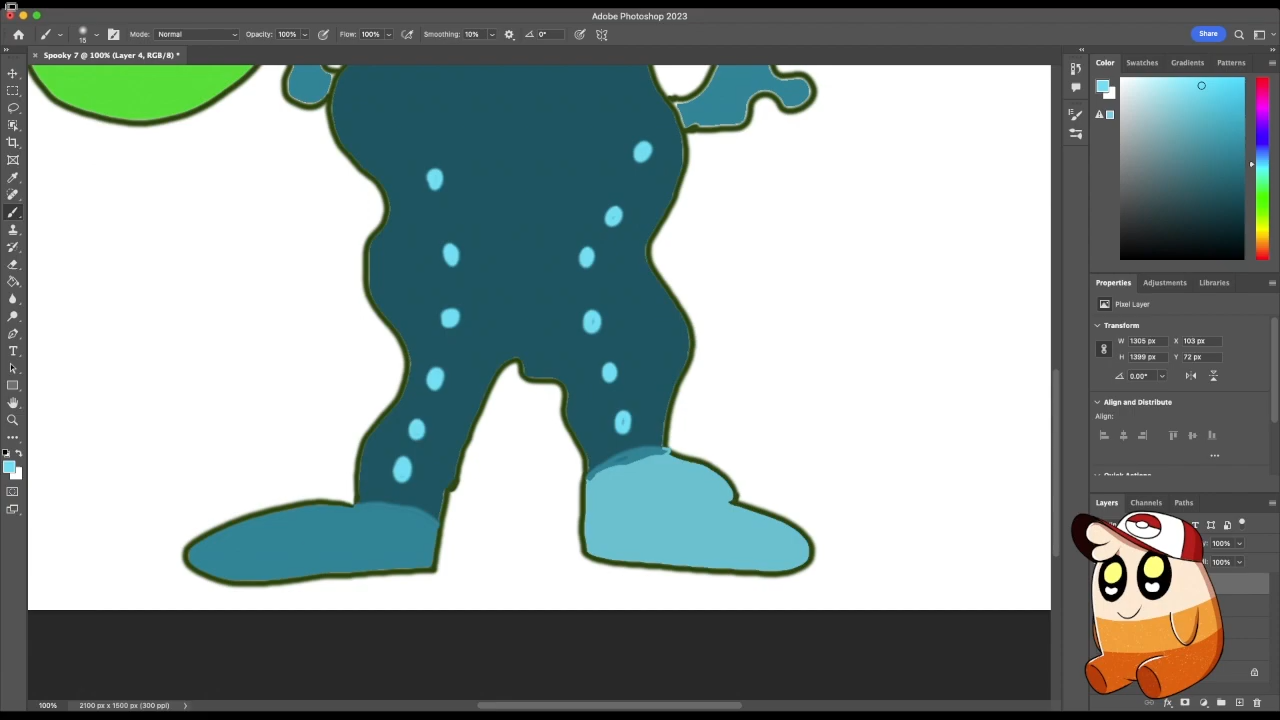 Adobe Photoshop 2023
15 Mode: Normal Opacity: 100% Flow: 100% Smoothing: 10% 0° Share
× Spooky 7 @ 100% (Layer 4, RGB/8) *
Color Swatches Gradients Patterns
Properties Adjustments Libraries
Pixel Layer
Transform
W 1305 px X 103 px
H 1399 px Y 72 px
0.00°
Align and Distribute
Align:
Layers Channels Paths
100%
100%
100% 2100 px x 1500 px (300 ppi)